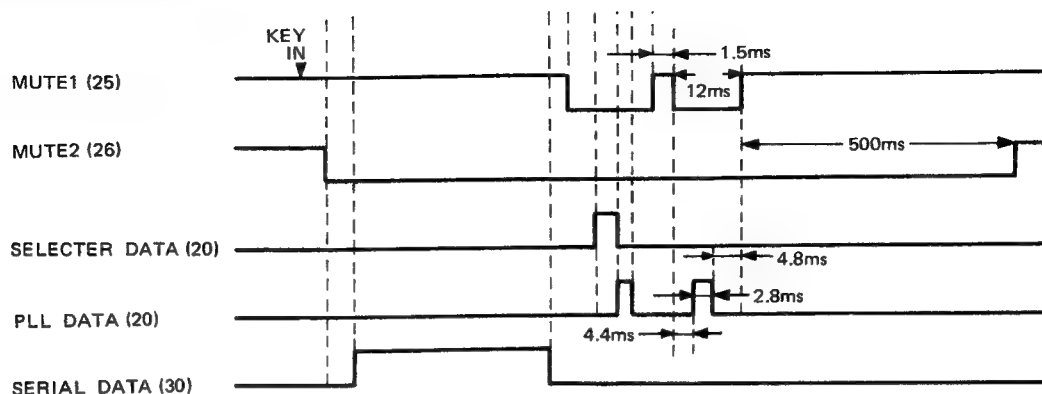 KEY
IN
1.5ms
MUTE1 (25)
12ms
MUTE2 (26)
500ms
SELECTER DATA (20)
4.8ms
2.8ms
PLL DATA (20)
4.4ms
SERIAL DATA (30)